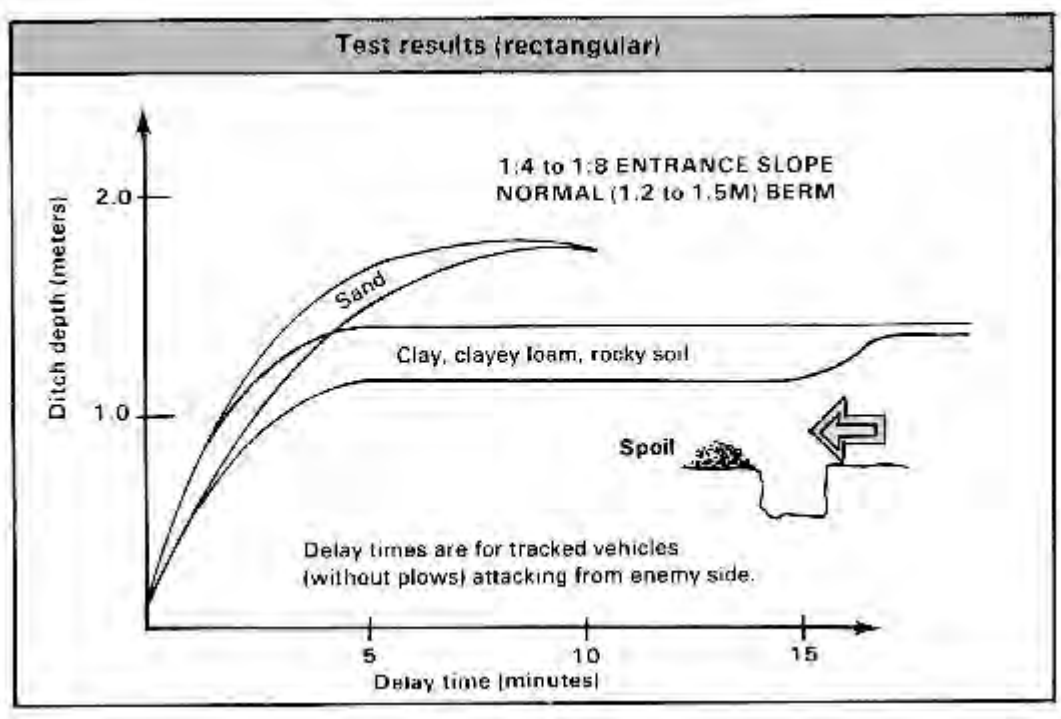 Test results (rectangular)
1:4 to 1:8 ENTRANCE SLOPE
NORMAL (1.2 to 1.5M) BERM
2.0
Ditch depth (meters)
Sand
Clay, clayey loam, rocky soil
1.0
Spoil
Delay times are for tracked vehicles
(without plows) attacking from enemy side.
5
10
15
Delay time (minutes)